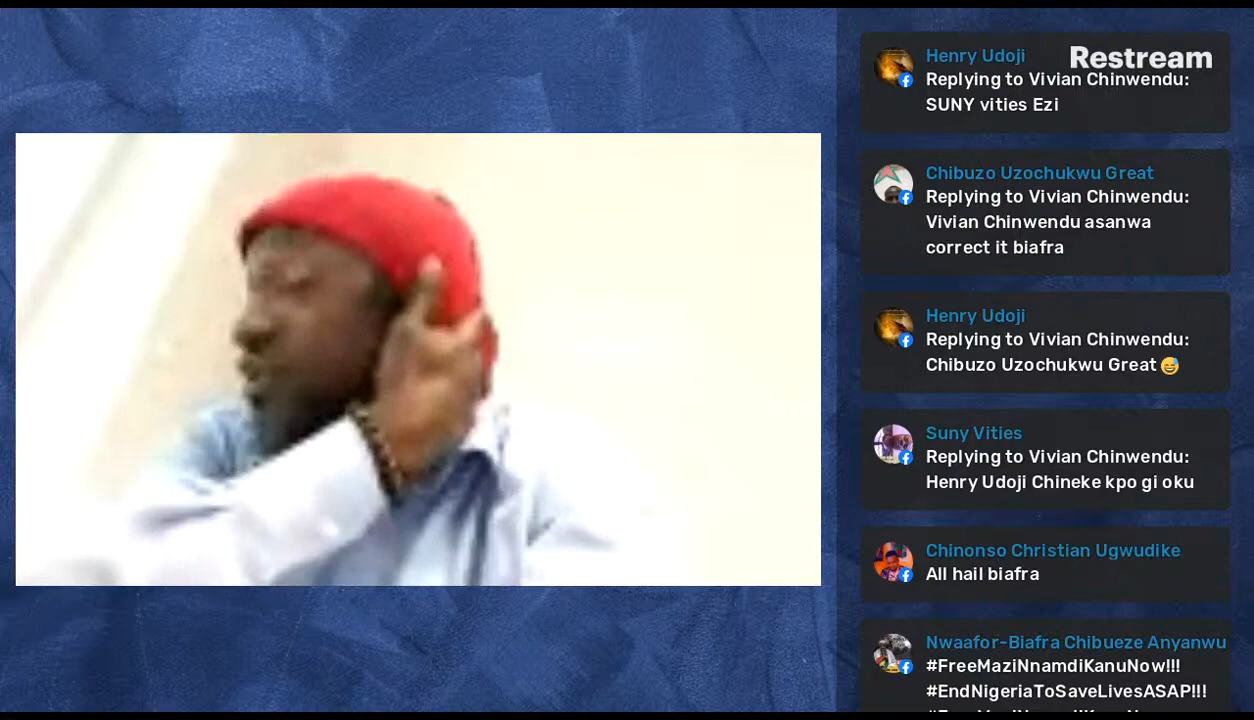 Restream
Henry Udoji
Replying to Vivian Chinwendu:
SUNY vities Ezi
Chibuzo Uzochukwu Great
Replying to Vivian Chinwendu:
Vivian Chinwendu asanwa
correct it biafra
Henry Udoji
Replying to Vivian Chinwendu:
Chibuzo Uzochukwu Great😅
Suny Vities
Replying to Vivian Chinwendu:
Henry Udoji Chineke kpo gi oku
Chinonso Christian Ugwudike
All hail biafra
Nwaafor-Biafra Chibueze Anyanwu
#FreeMaziNnamdiKanuNow!!!
#EndNigeriaToSaveLivesASAP!!!